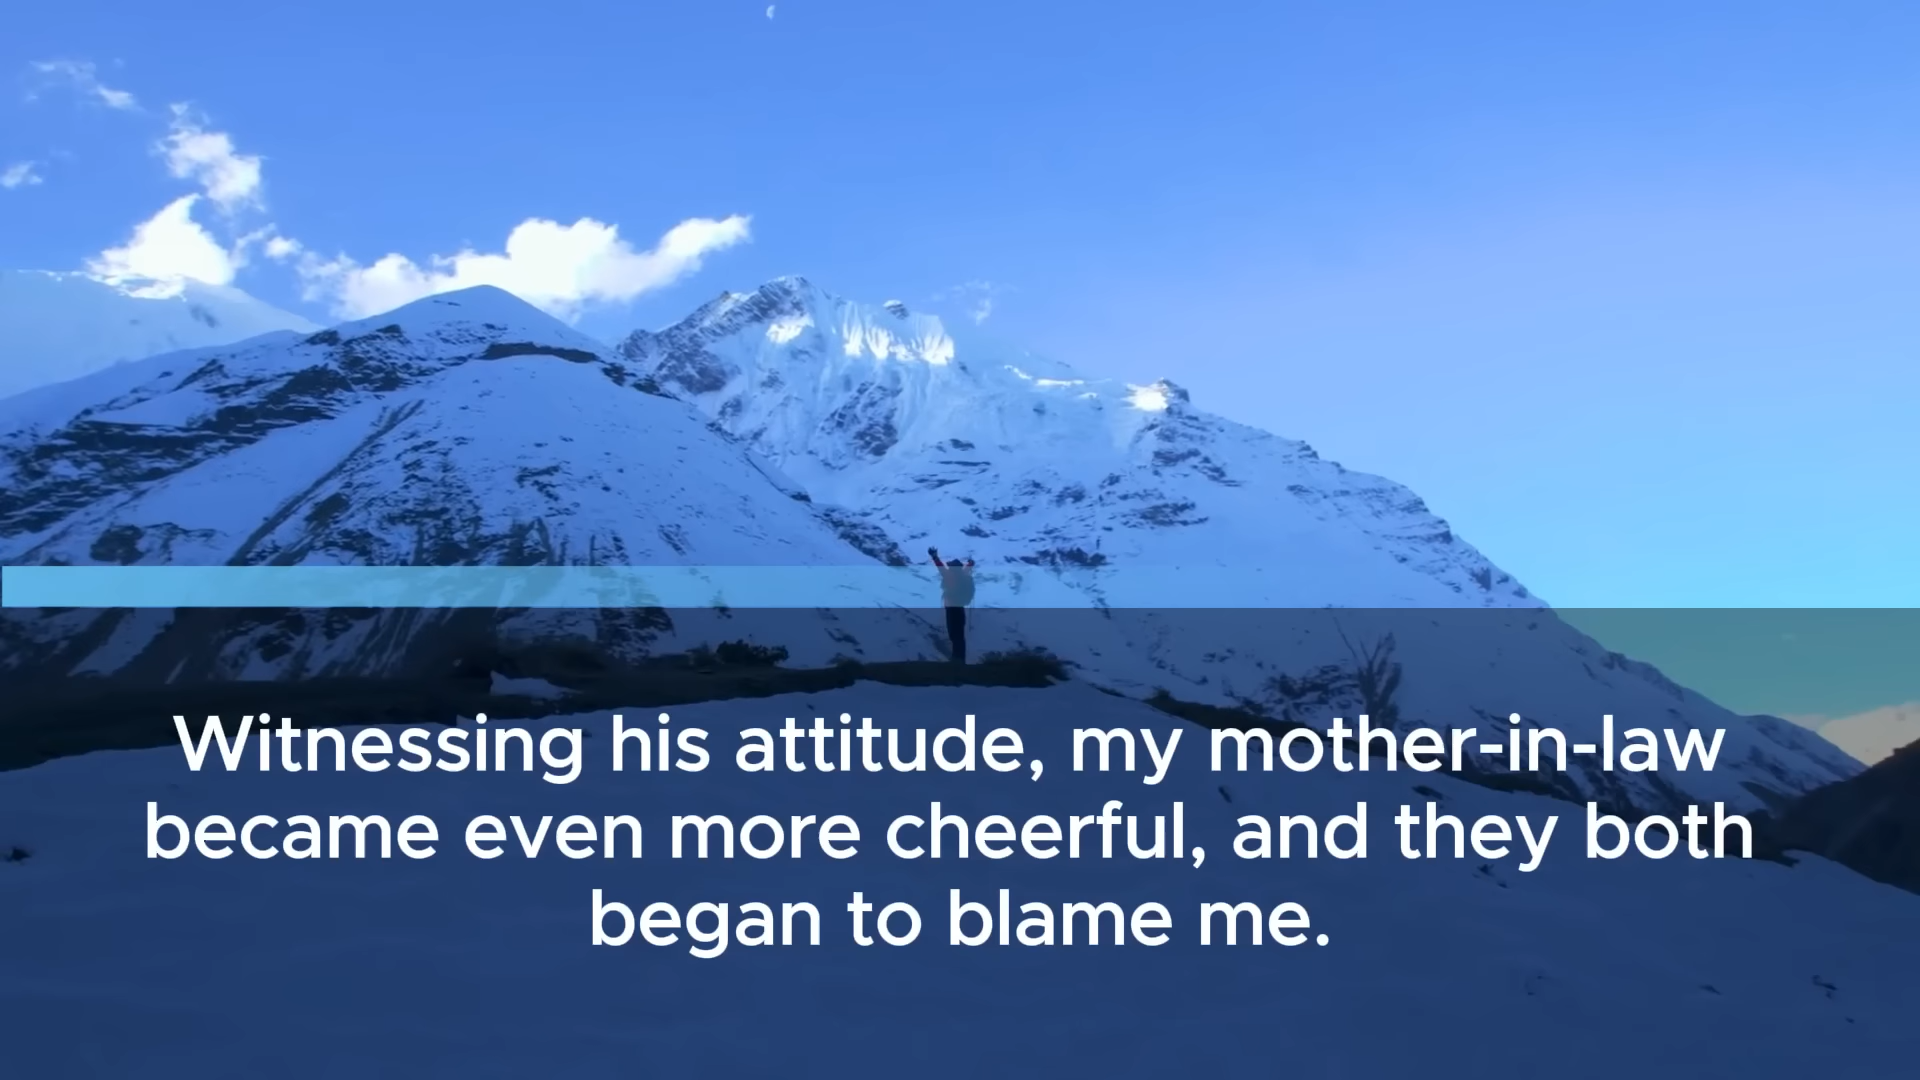 Witnessing his attitude, my mother-in-law
became even more cheerful, and they both
began to blame me.